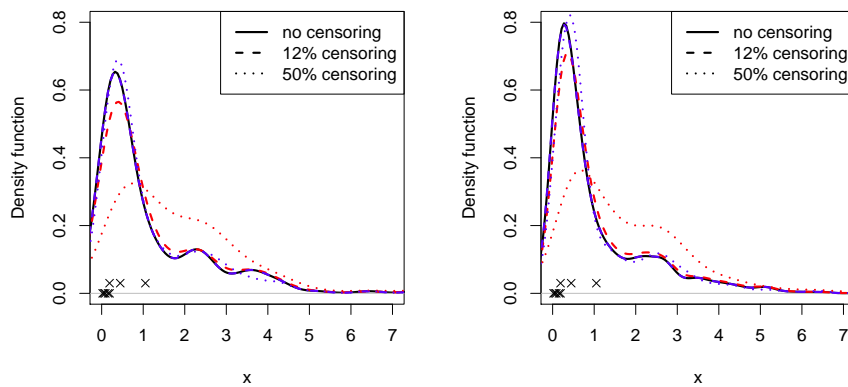 no censoring
12% censoring
50% censoring
Density function
0.8
0.6
0.4
0.2
0.0
0 1 2 3 4 5 6 7
x
no censoring
12% censoring
50% censoring
Density function
0.8
0.6
0.4
0.2
0.0
0 1 2 3 4 5 6 7
x